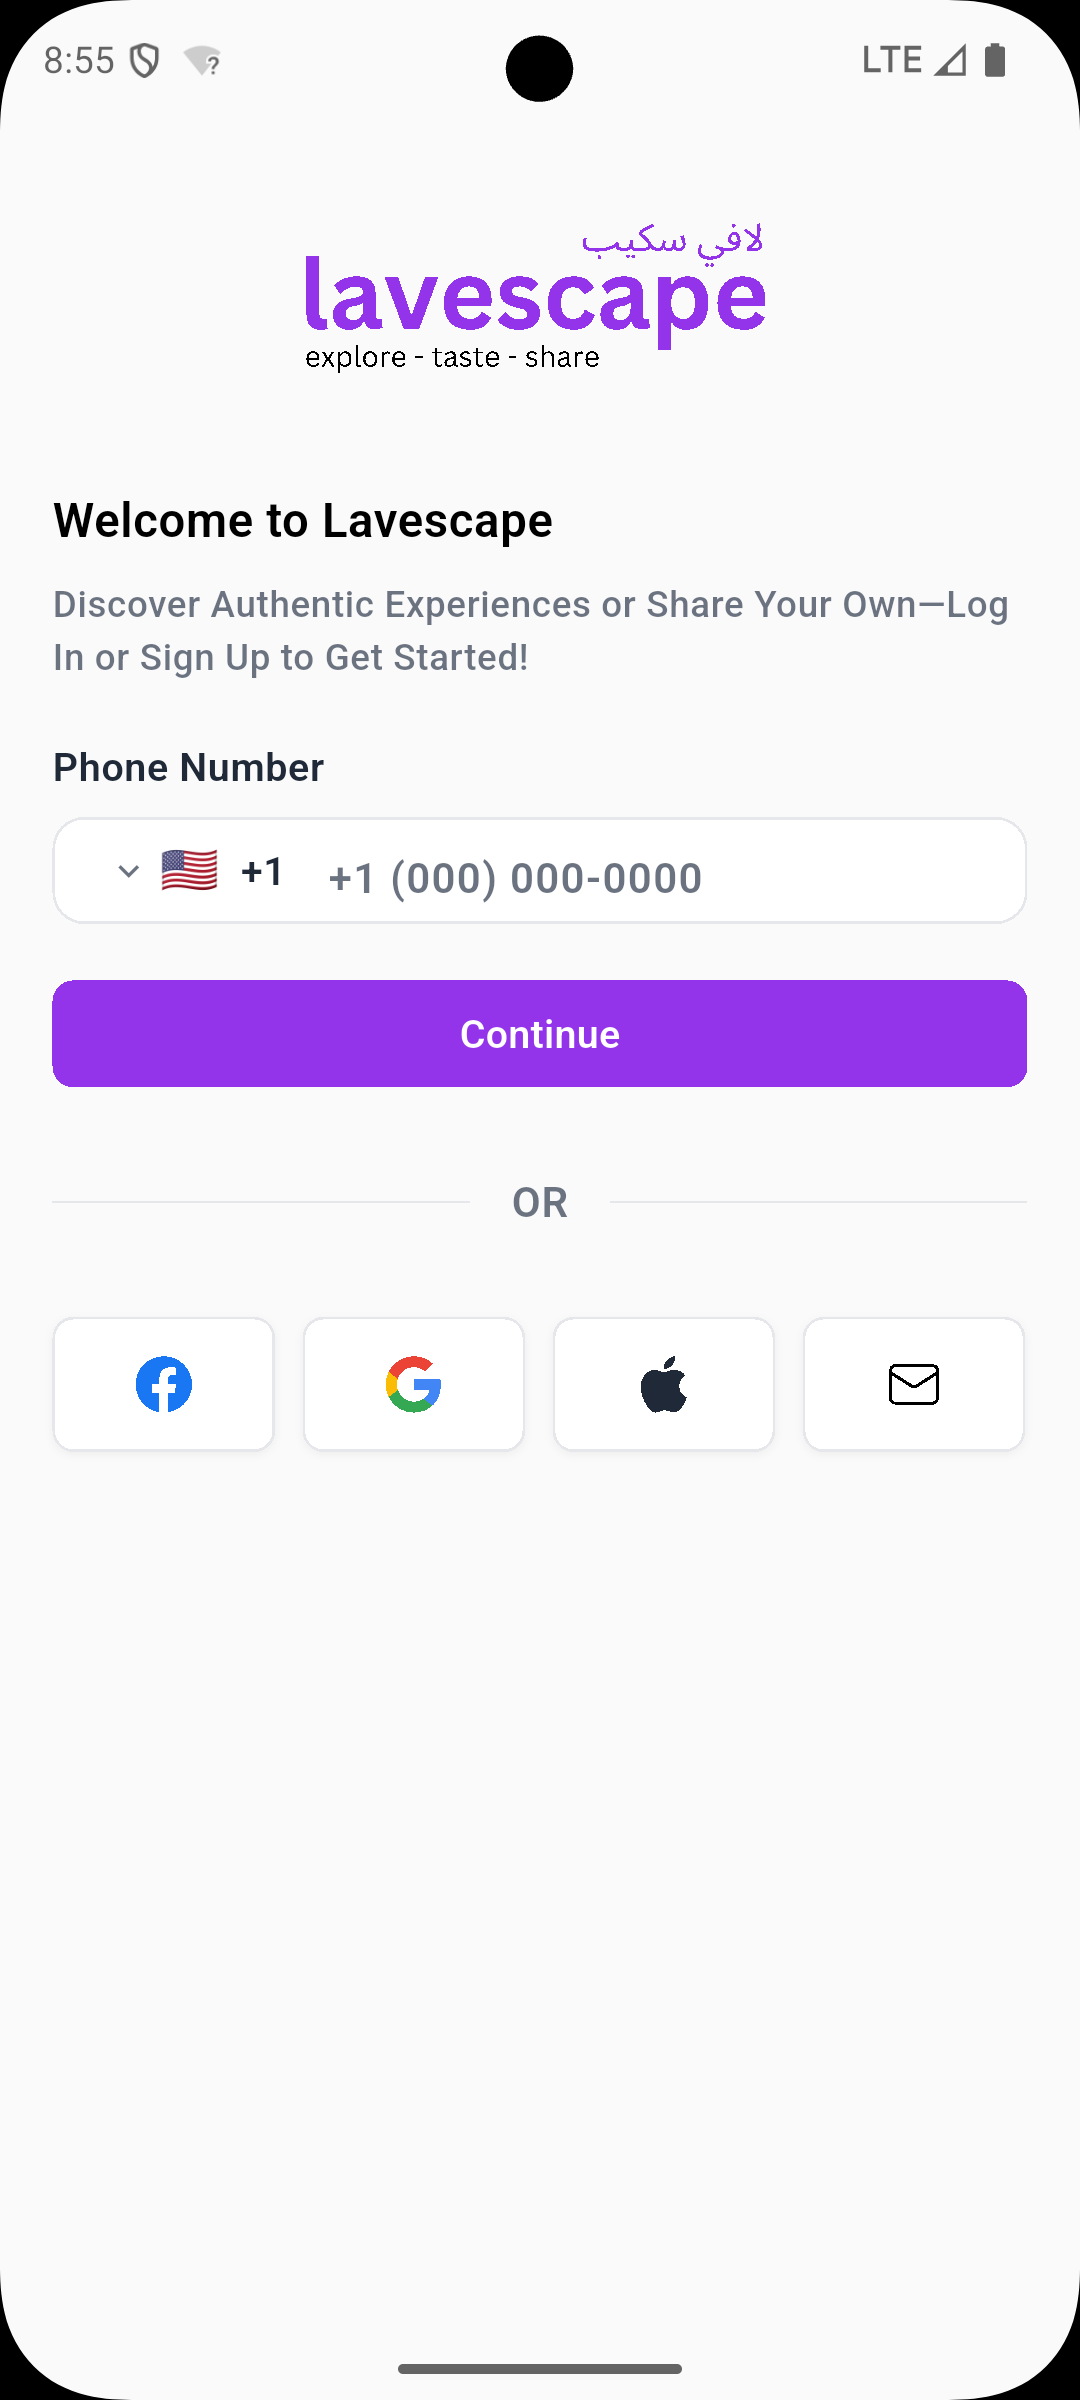 8:55
LTE
لافي سكيب
lavescape
explore - taste - share
Welcome to Lavescape
Discover Authentic Experiences or Share Your Own—Log
In or Sign Up to Get Started!
Phone Number
+1 +1 (000) 000-0000
Continue
OR